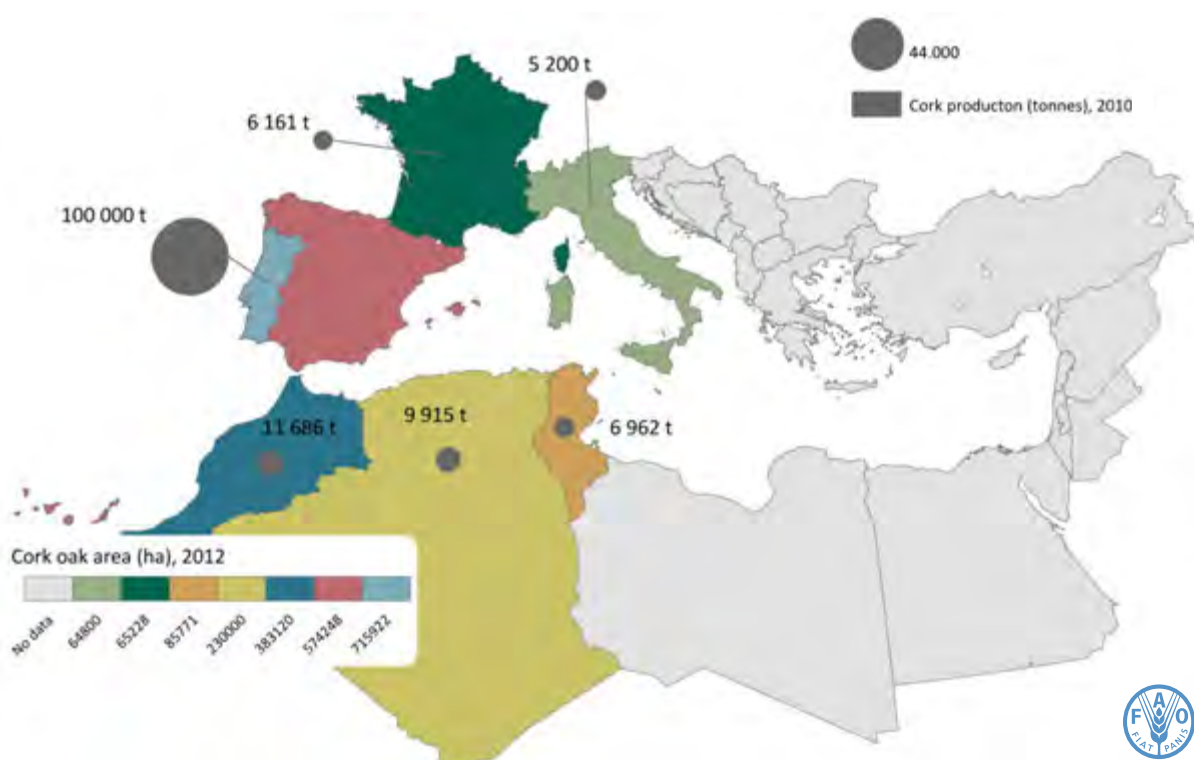 5 200 t
44.000
Cork producton (tonnes), 2010
6 161 t
100 000 t
11 686 t
9 915 t
6 962 t
Cork oak area (ha), 2012
No data
64800
65228
85771
230000
383120
574248
715922
F A O
FIAT PANIS